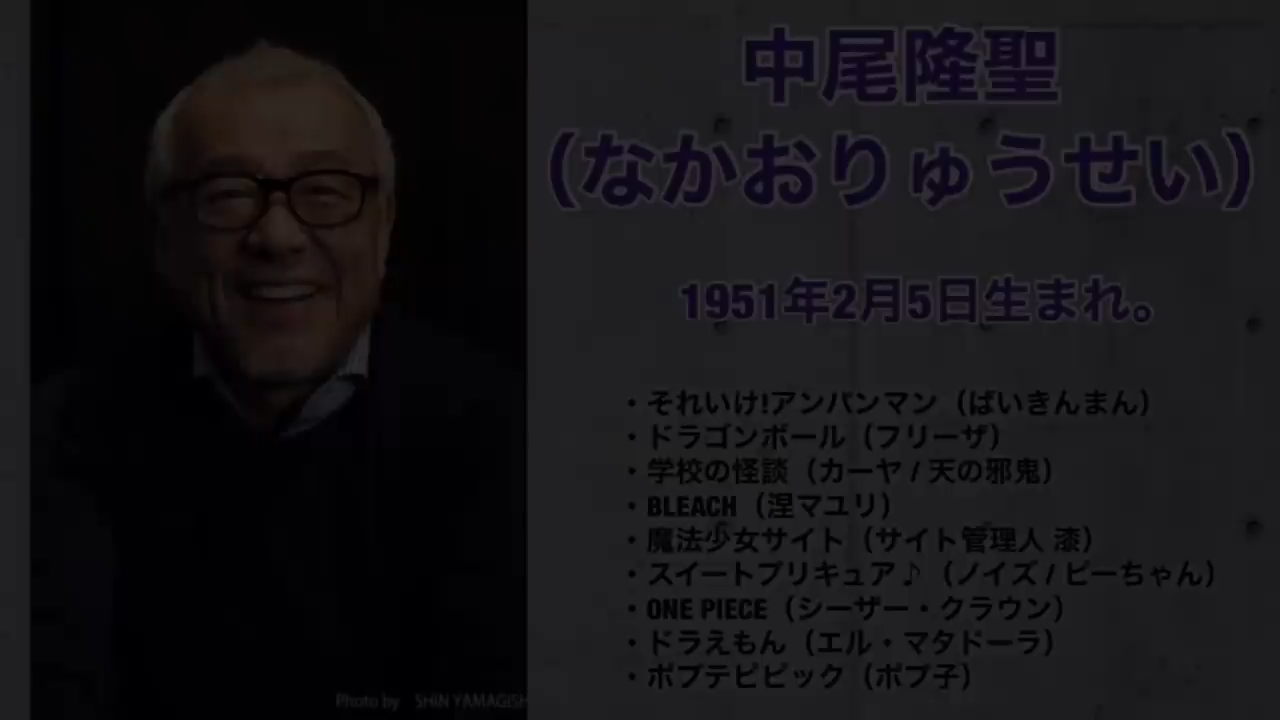 中尾隆聖
（なかおりゅうせい）
1951年2月5日生まれ。
・それいけ!アンパンマン（ばいきんまん）
・ドラゴンボール（フリーザ）
・学校の怪談（カーヤ / 天の邪鬼）
・BLEACH（涅マユリ）
・魔法少女サイト（サイト管理人 漆）
・スイートプリキュア♪（ノイズ / ピーちゃん）
・ONE PIECE（シーザー・クラウン）
・ドラえもん（エル・マタドーラ）
・ポプテピピック（ポプ子）
Photo by SHIN YAMAGISH